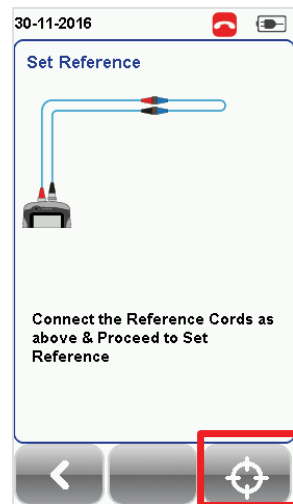 30-11-2016
Set Reference
Connect the Reference Cords as
above & Proceed to Set
Reference